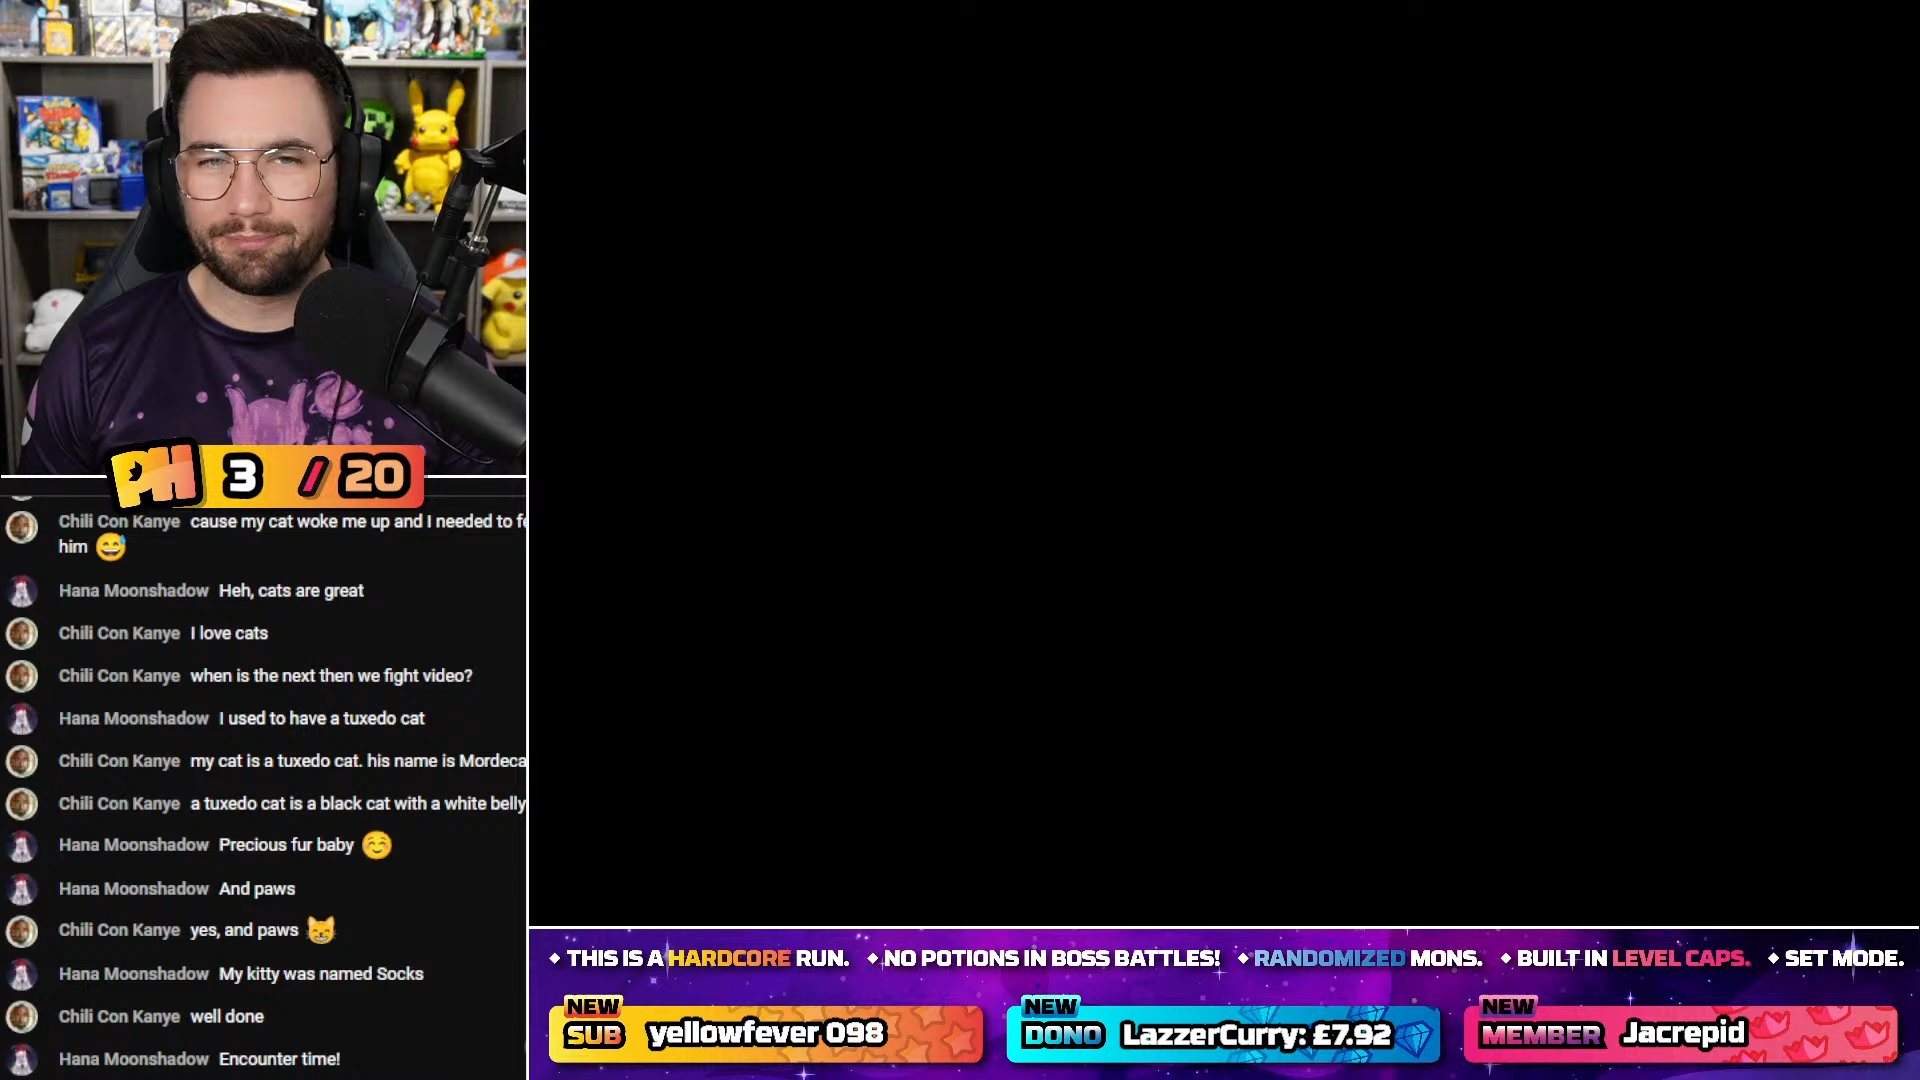 PH 3 / 20
Chili Con Kanye cause my cat woke me up and I needed to fe
him 😅
Hana Moonshadow Heh, cats are great
Chili Con Kanye I love cats
Chili Con Kanye when is the next then we fight video?
Hana Moonshadow I used to have a tuxedo cat
Chili Con Kanye my cat is a tuxedo cat. his name is Mordeca
Chili Con Kanye a tuxedo cat is a black cat with a white belly
Hana Moonshadow Precious fur baby ☺️
Hana Moonshadow And paws
Chili Con Kanye yes, and paws 😸
Hana Moonshadow My kitty was named Socks
Chili Con Kanye well done
Hana Moonshadow Encounter time!
◆ THIS IS A HARDCORE RUN. ◆ NO POTIONS IN BOSS BATTLES! ◆ RANDOMIZED MONS. ◆ BUILT IN LEVEL CAPS. ◆ SET MODE.
NEW SUB yellowfever 098
NEW DONO LazzerCurry: £7.92
NEW MEMBER Jacrepid